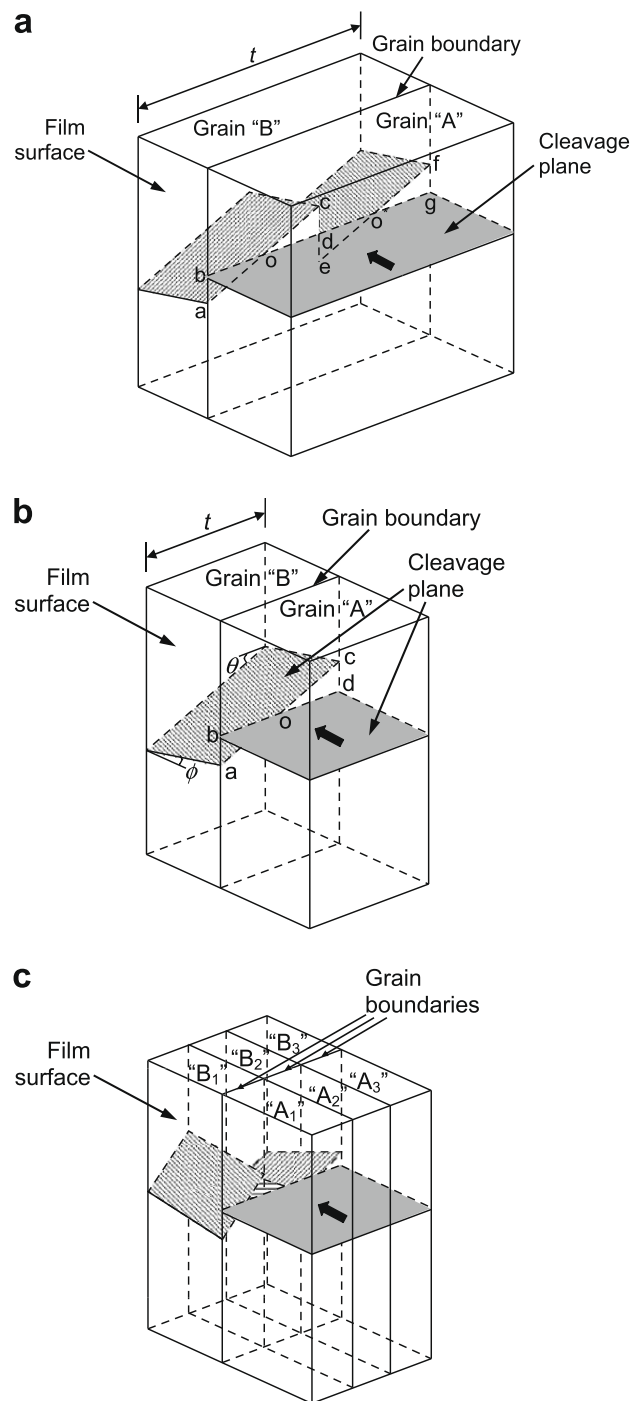 a
t
Grain boundary
Film
surface
Grain “B”
Grain “A”
Cleavage
plane
c
f
g
o
d
o
b
e
a
b
t
Grain boundary
Film
surface
Grain “B”
Grain “A”
Cleavage
plane
θ
c
d
b
o
a
ϕ
c
Grain
boundaries
Film
surface
“B₃”
“B₂”
“B₁”
“A₃”
“A₂”
“A₁”